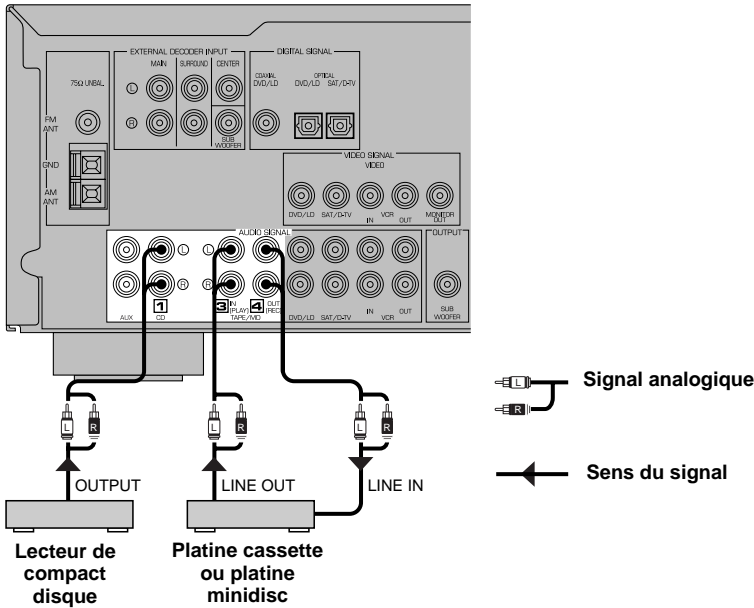 EXTERNAL DECODER INPUT
DIGITAL SIGNAL
MAIN
SURROUND
CENTER
COAXIAL
DVD/LD
OPTICAL
DVD/LD SAT/D-TV
75Ω UNBAL.
L
R
FM
ANT
SUB
WOOFER
GND
AM
ANT
VIDEO SIGNAL
VIDEO
DVD/LD SAT/D-TV IN VCR OUT MONITOR
OUT
AUDIO SIGNAL
OUTPUT
L L
R R
1 3 IN
(PLAY) 4 OUT
(REC)
AUX CD TAPE/MD DVD/LD SAT/D-TV IN VCR OUT
SUB
WOOFER
L R L R L R
OUTPUT LINE OUT LINE IN
Lecteur de
compact
disque
Platine cassette
ou platine
minidisc
L
R
Signal analogique
Sens du signal